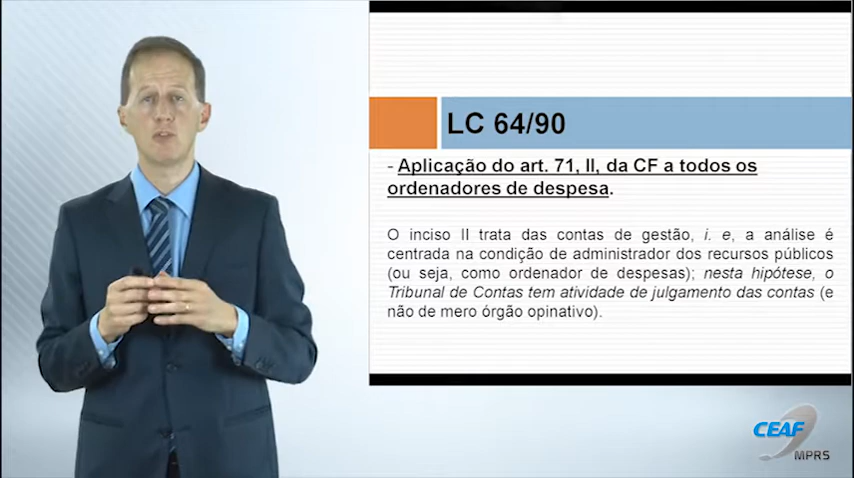 LC 64/90
- Aplicação do art. 71, II, da CF a todos os
ordenadores de despesa.
O inciso II trata das contas de gestão, i. e, a análise é
centrada na condição de administrador dos recursos públicos
(ou seja, como ordenador de despesas); nesta hipótese, o
Tribunal de Contas tem atividade de julgamento das contas (e
não de mero órgão opinativo).
CEAF
MPRS